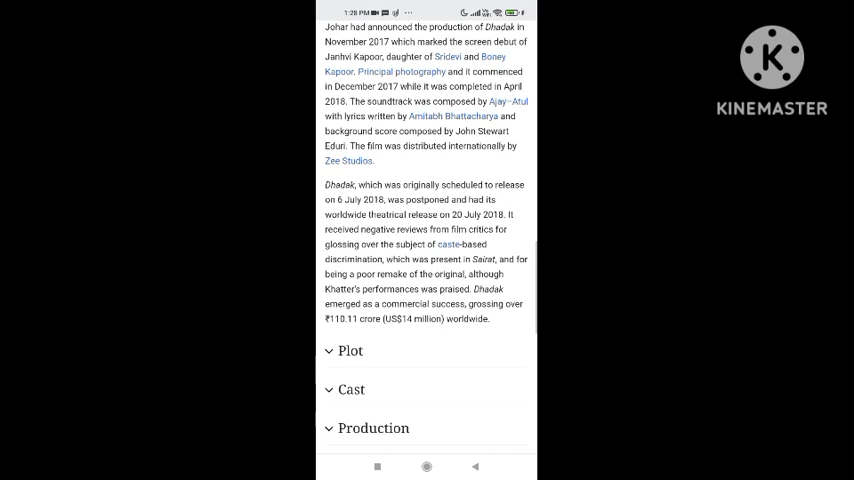 1:28 PM
Johar had announced the production of Dhadak in
November 2017 which marked the screen debut of
Janhvi Kapoor, daughter of Sridevi and Boney
Kapoor. Principal photography and it commenced
in December 2017 while it was completed in April
2018. The soundtrack was composed by Ajay–Atul
with lyrics written by Amitabh Bhattacharya and
background score composed by John Stewart
Eduri. The film was distributed internationally by
Zee Studios.
Dhadak, which was originally scheduled to release
on 6 July 2018, was postponed and had its
worldwide theatrical release on 20 July 2018. It
received negative reviews from film critics for
glossing over the subject of caste-based
discrimination, which was present in Sairat, and for
being a poor remake of the original, although
Khatter's performances was praised. Dhadak
emerged as a commercial success, grossing over
₹110.11 crore (US$14 million) worldwide.
Plot
Cast
Production
K
KINEMASTER